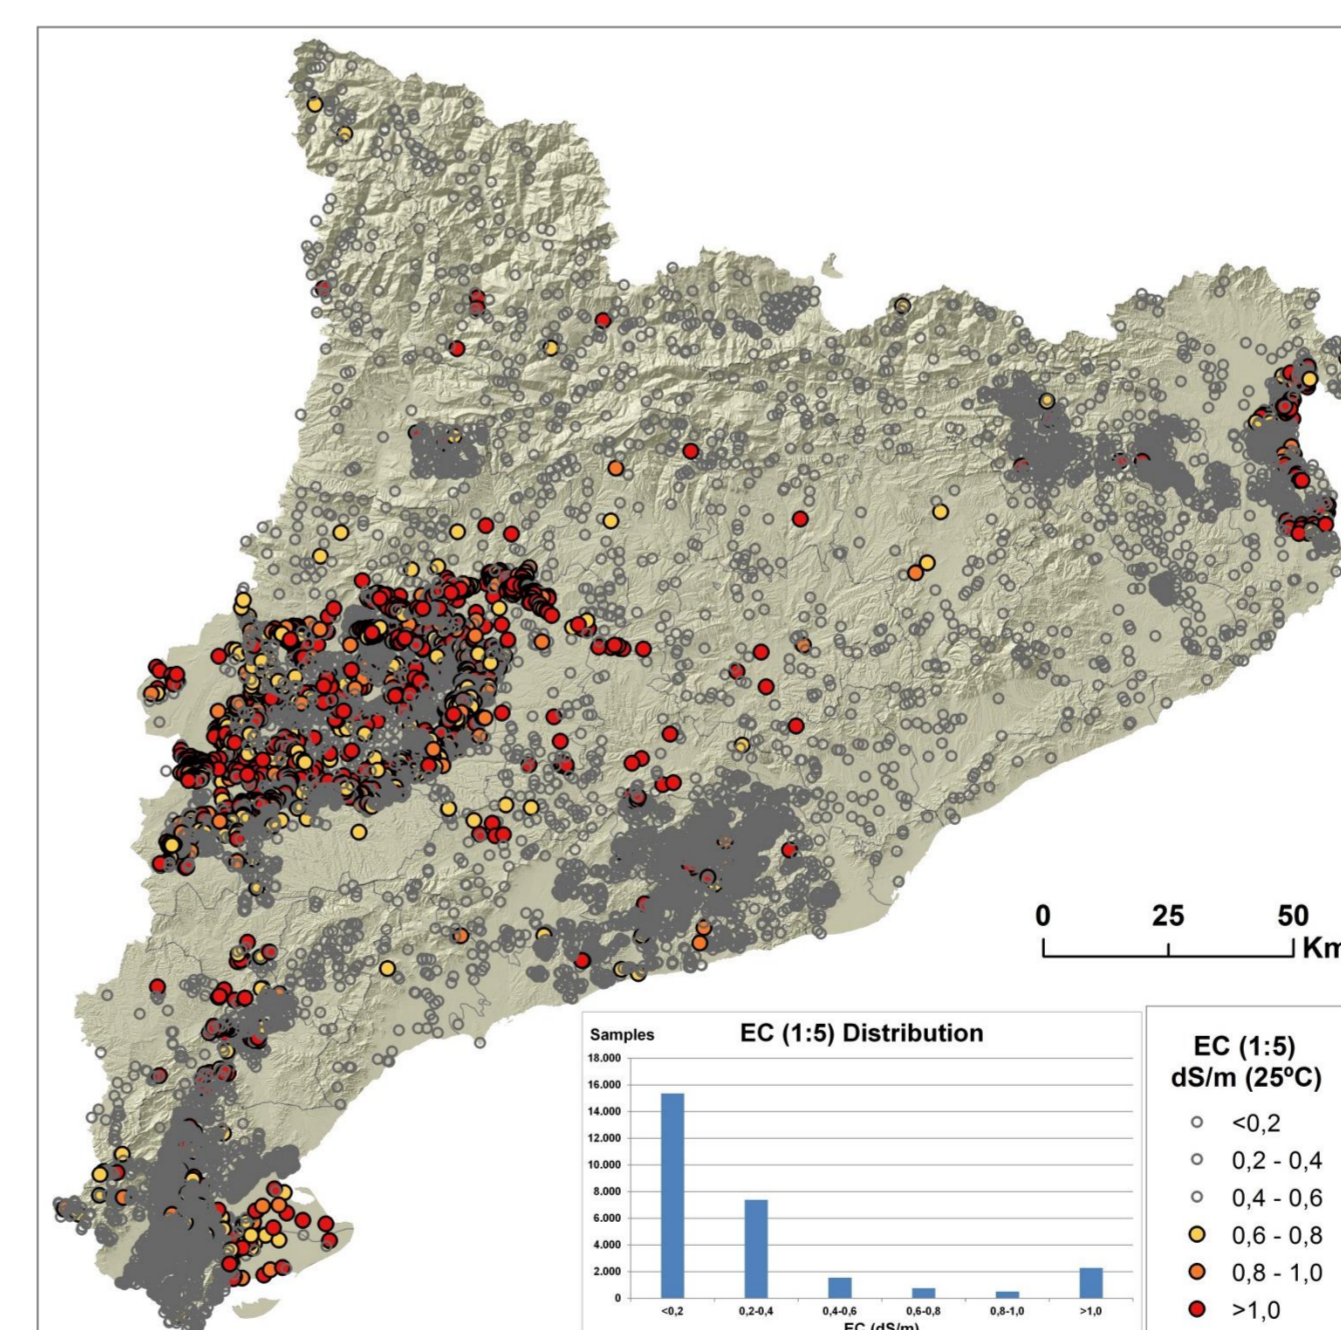 0 25 50
Km
Samples EC (1:5) Distribution
18.000
16.000
14.000
12.000
10.000
8.000
6.000
4.000
2.000
0
<0,2 0,2-0,4 0,4-0,6 0,6-0,8 0,8-1,0 >1,0
EC (dS/m)
EC (1:5)
dS/m (25ºC)
<0,2
0,2 - 0,4
0,4 - 0,6
0,6 - 0,8
0,8 - 1,0
>1,0